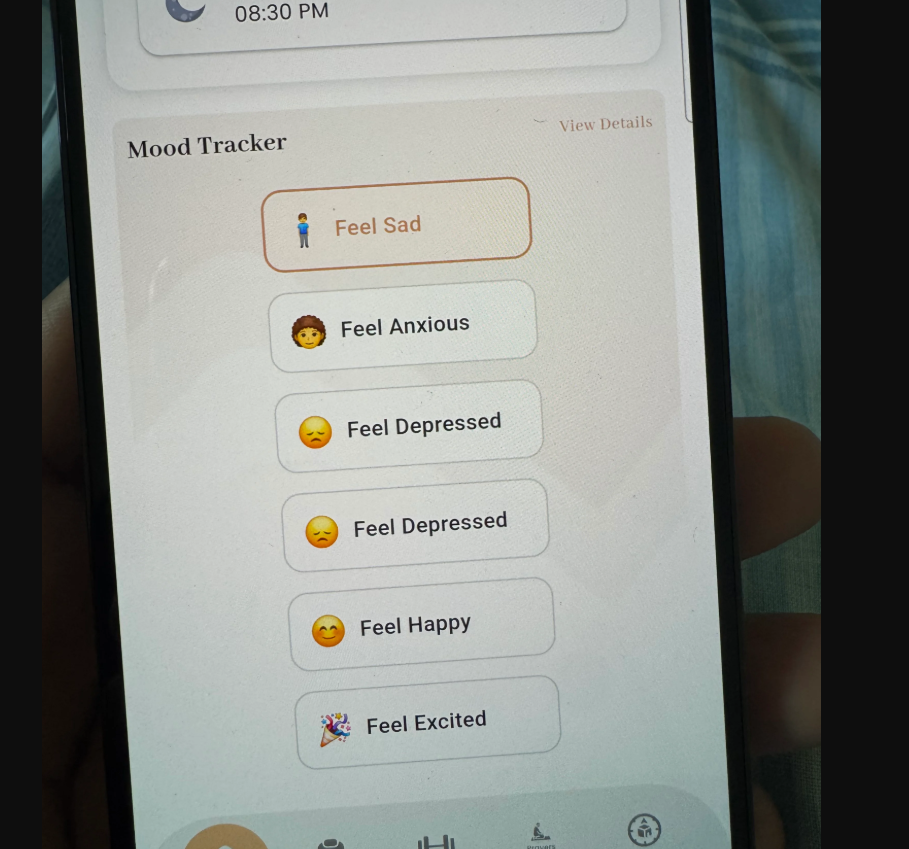 08:30 PM
Mood Tracker
View Details
Feel Sad
Feel Anxious
Feel Depressed
Feel Depressed
Feel Happy
Feel Excited
Prayers